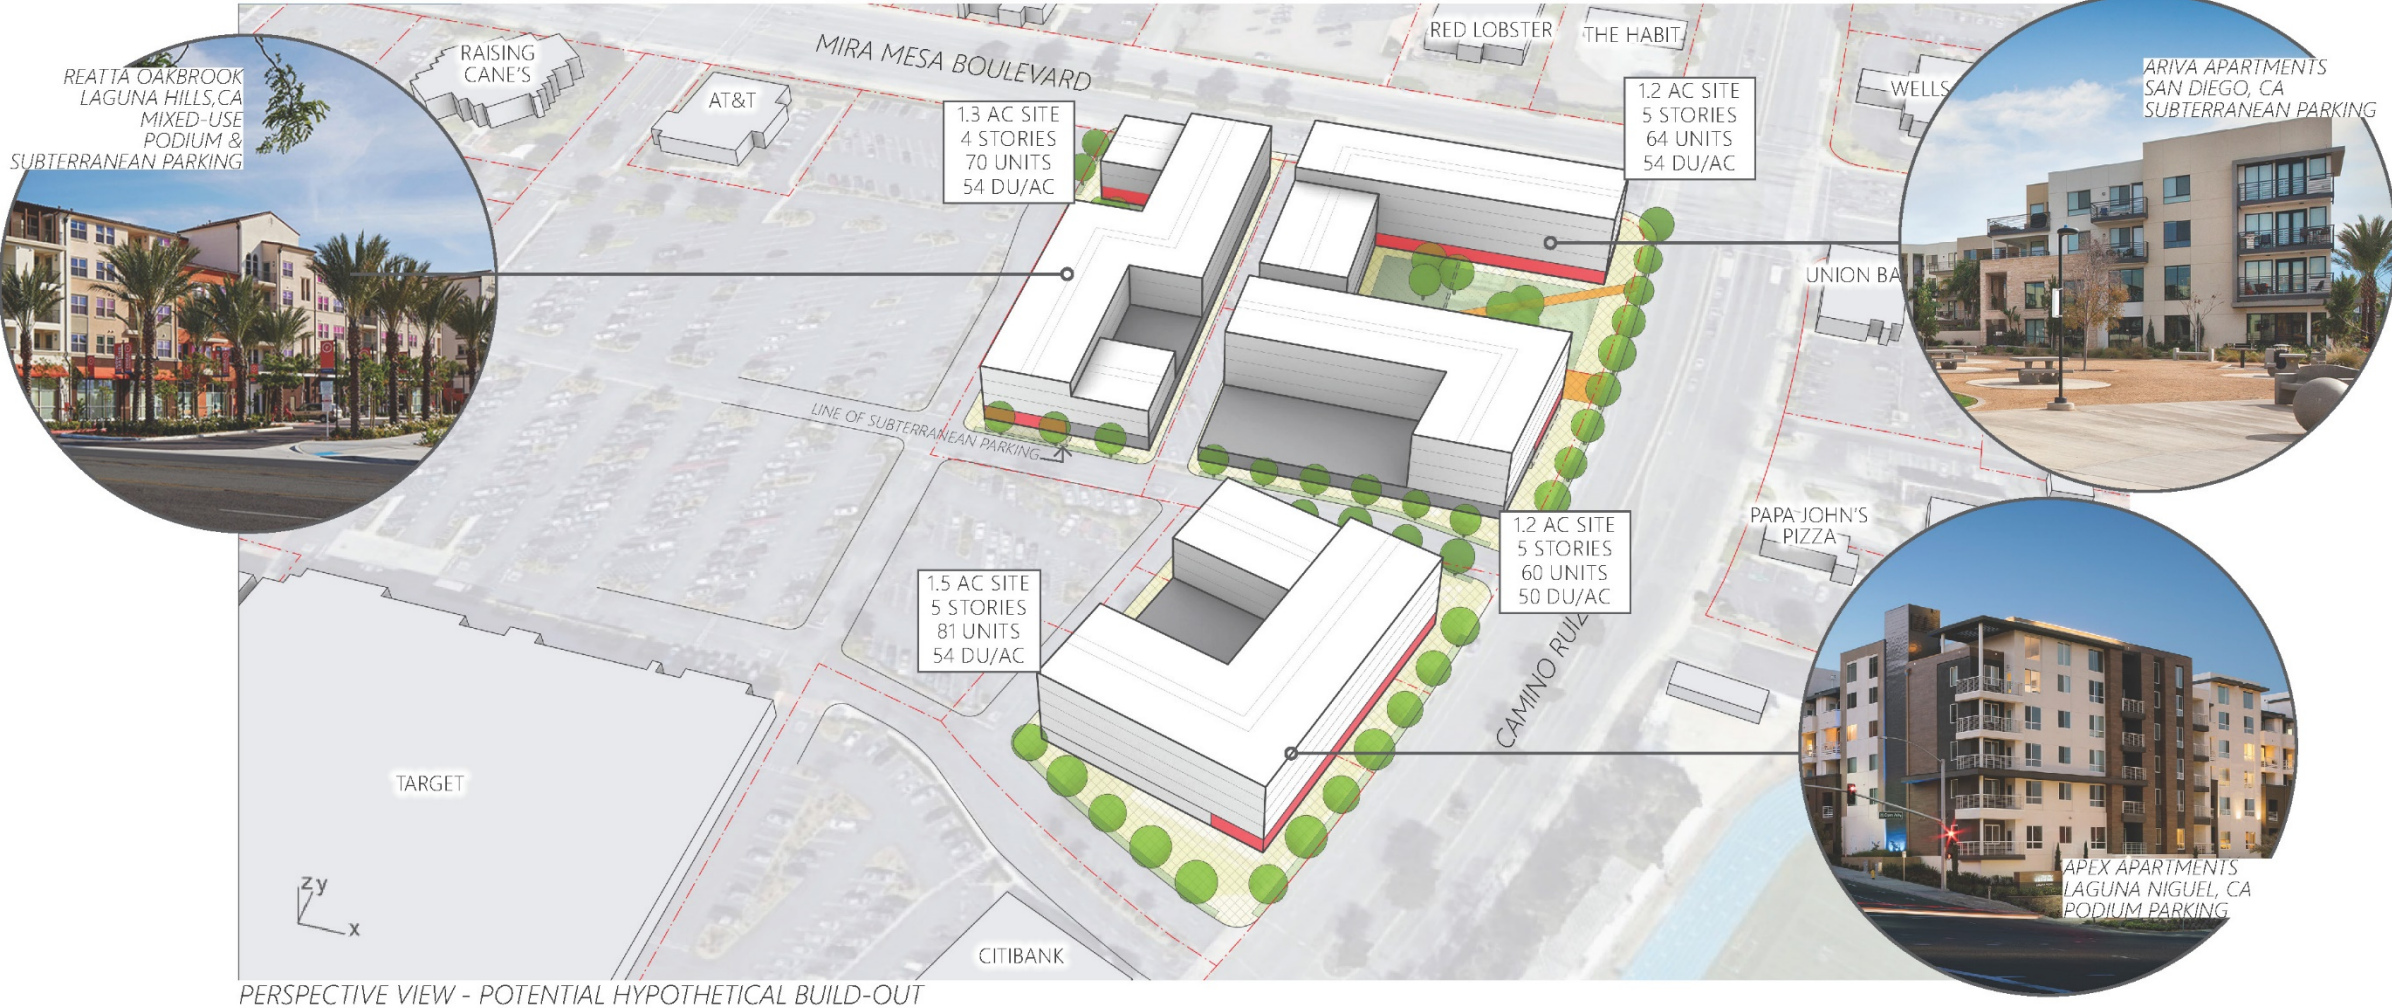 REATTA OAKBROOK
LAGUNA HILLS,CA
MIXED-USE
PODIUM &
SUBTERRANEAN PARKING
RAISING
CANE'S
AT&T
MIRA MESA BOULEVARD
RED LOBSTER
THE HABIT
WELLS
ARIVA APARTMENTS
SAN DIEGO, CA
SUBTERRANEAN PARKING
1.3 AC SITE
4 STORIES
70 UNITS
54 DU/AC
1.2 AC SITE
5 STORIES
64 UNITS
54 DU/AC
UNION BA
LINE OF SUBTERRANEAN PARKING
PAPA JOHN'S
PIZZA
1.2 AC SITE
5 STORIES
60 UNITS
50 DU/AC
1.5 AC SITE
5 STORIES
81 UNITS
54 DU/AC
CAMINO RUIZ
TARGET
CITIBANK
APEX APARTMENTS
LAGUNA NIGUEL, CA
PODIUM PARKING
z y
x
PERSPECTIVE VIEW - POTENTIAL HYPOTHETICAL BUILD-OUT